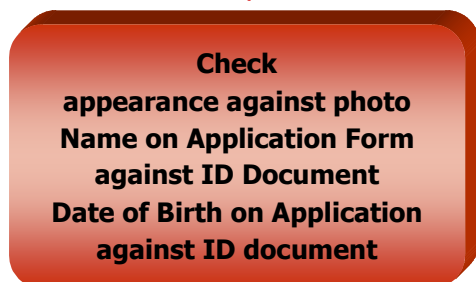 Check
appearance against photo
Name on Application Form
against ID Document
Date of Birth on Application
against ID document